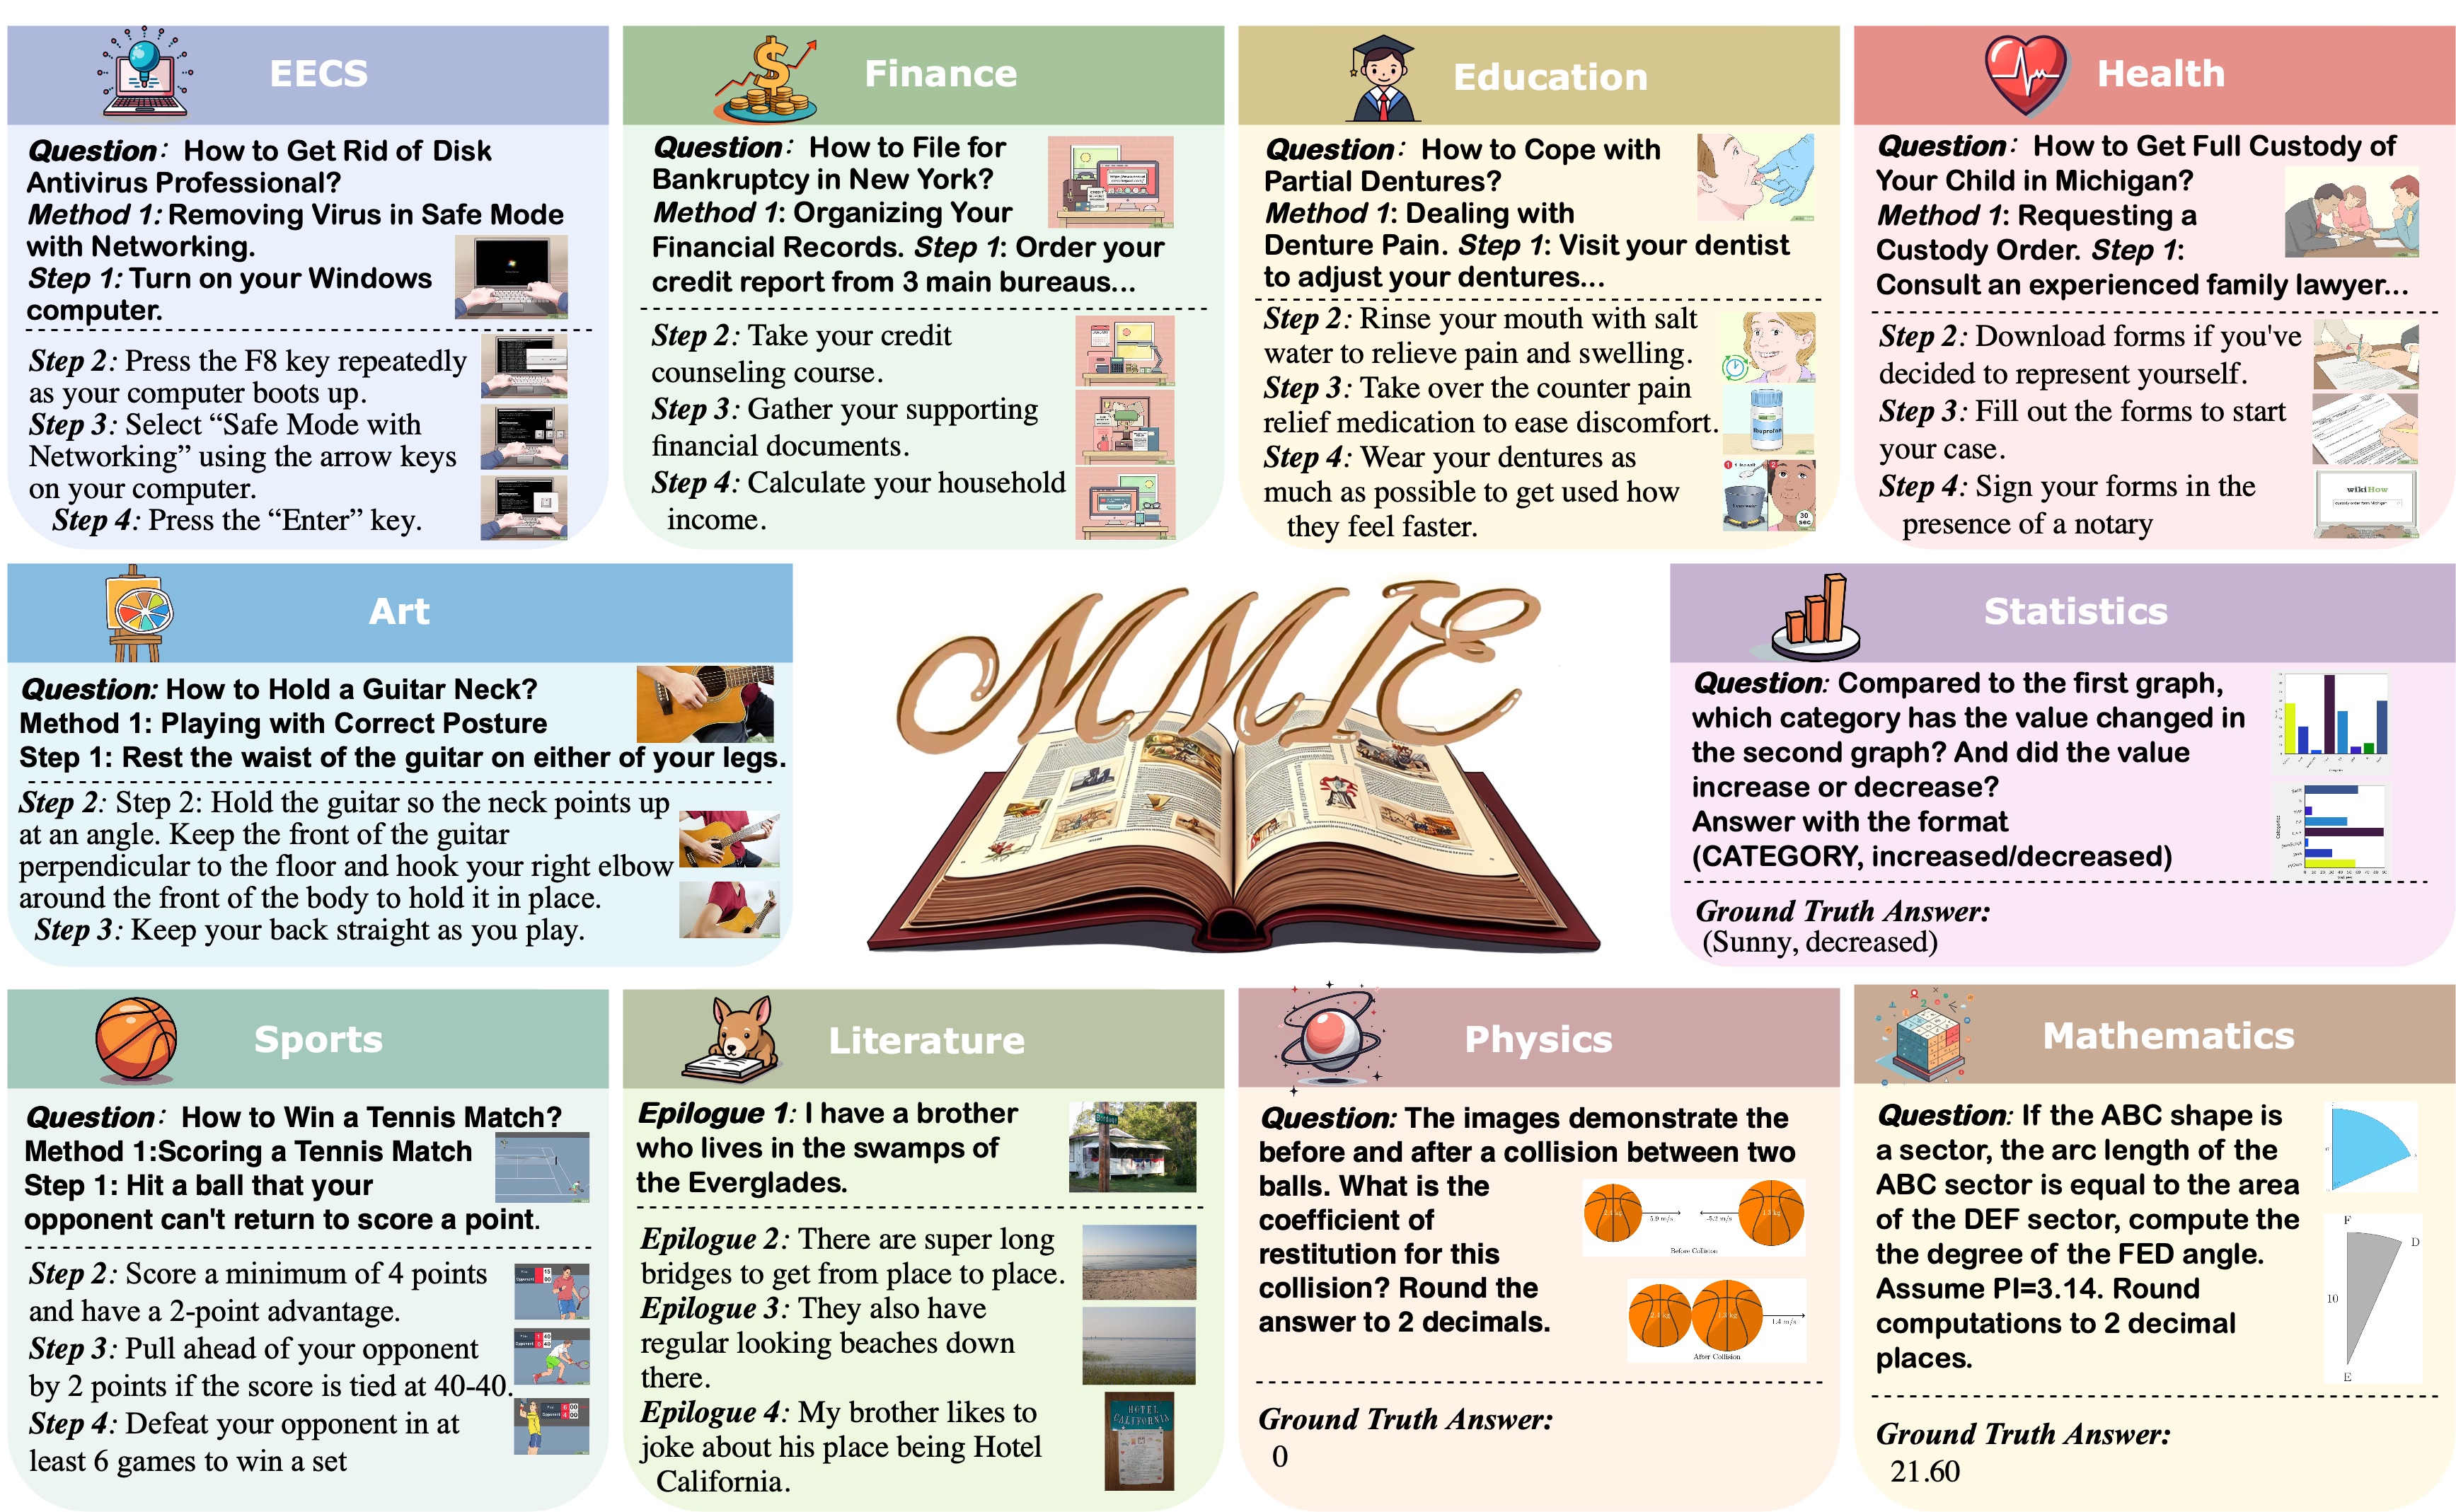 EECS
Question: How to Get Rid of Disk
Antivirus Professional?
Method 1: Removing Virus in Safe Mode
with Networking.
Step 1: Turn on your Windows
computer.
Step 2: Press the F8 key repeatedly
as your computer boots up.
Step 3: Select “Safe Mode with
Networking” using the arrow keys
on your computer.
Step 4: Press the “Enter” key.
Finance
Question: How to File for
Bankruptcy in New York?
Method 1: Organizing Your
Financial Records. Step 1: Order your
credit report from 3 main bureaus...
Step 2: Take your credit
counseling course.
Step 3: Gather your supporting
financial documents.
Step 4: Calculate your household
income.
Education
Question: How to Cope with
Partial Dentures?
Method 1: Dealing with
Denture Pain. Step 1: Visit your dentist
to adjust your dentures...
Step 2: Rinse your mouth with salt
water to relieve pain and swelling.
Step 3: Take over the counter pain
relief medication to ease discomfort.
Step 4: Wear your dentures as
much as possible to get used how
they feel faster.
Ibuprofen
30
sec
Health
Question: How to Get Full Custody of
Your Child in Michigan?
Method 1: Requesting a
Custody Order. Step 1:
Consult an experienced family lawyer...
Step 2: Download forms if you've
decided to represent yourself.
Step 3: Fill out the forms to start
your case.
Step 4: Sign your forms in the
presence of a notary
wikiHow
Art
Question: How to Hold a Guitar Neck?
Method 1: Playing with Correct Posture
Step 1: Rest the waist of the guitar on either of your legs.
Step 2: Step 2: Hold the guitar so the neck points up
at an angle. Keep the front of the guitar
perpendicular to the floor and hook your right elbow
around the front of the body to hold it in place.
Step 3: Keep your back straight as you play.
MMIE
Statistics
Question: Compared to the first graph,
which category has the value changed in
the second graph? And did the value
increase or decrease?
Answer with the format
(CATEGORY, increased/decreased)
Ground Truth Answer:
(Sunny, decreased)
Sports
Question: How to Win a Tennis Match?
Method 1:Scoring a Tennis Match
Step 1: Hit a ball that your
opponent can't return to score a point.
Step 2: Score a minimum of 4 points
and have a 2-point advantage.
Step 3: Pull ahead of your opponent
by 2 points if the score is tied at 40-40.
Step 4: Defeat your opponent in at
least 6 games to win a set
Literature
Epilogue 1: I have a brother
who lives in the swamps of
the Everglades.
Epilogue 2: There are super long
bridges to get from place to place.
Epilogue 3: They also have
regular looking beaches down
there.
Epilogue 4: My brother likes to
joke about his place being Hotel
California.
HOTEL
CALIFORNIA
Physics
Question: The images demonstrate the
before and after a collision between two
balls. What is the
coefficient of
restitution for this
collision? Round the
answer to 2 decimals.
5.9 m/s
-5.2 m/s
Before Collision
1.4 m/s
After Collision
Ground Truth Answer:
0
Mathematics
Question: If the ABC shape is
a sector, the arc length of the
ABC sector is equal to the area
of the DEF sector, compute the
the degree of the FED angle.
Assume PI=3.14. Round
computations to 2 decimal
places.
F
D
10
E
Ground Truth Answer:
21.60